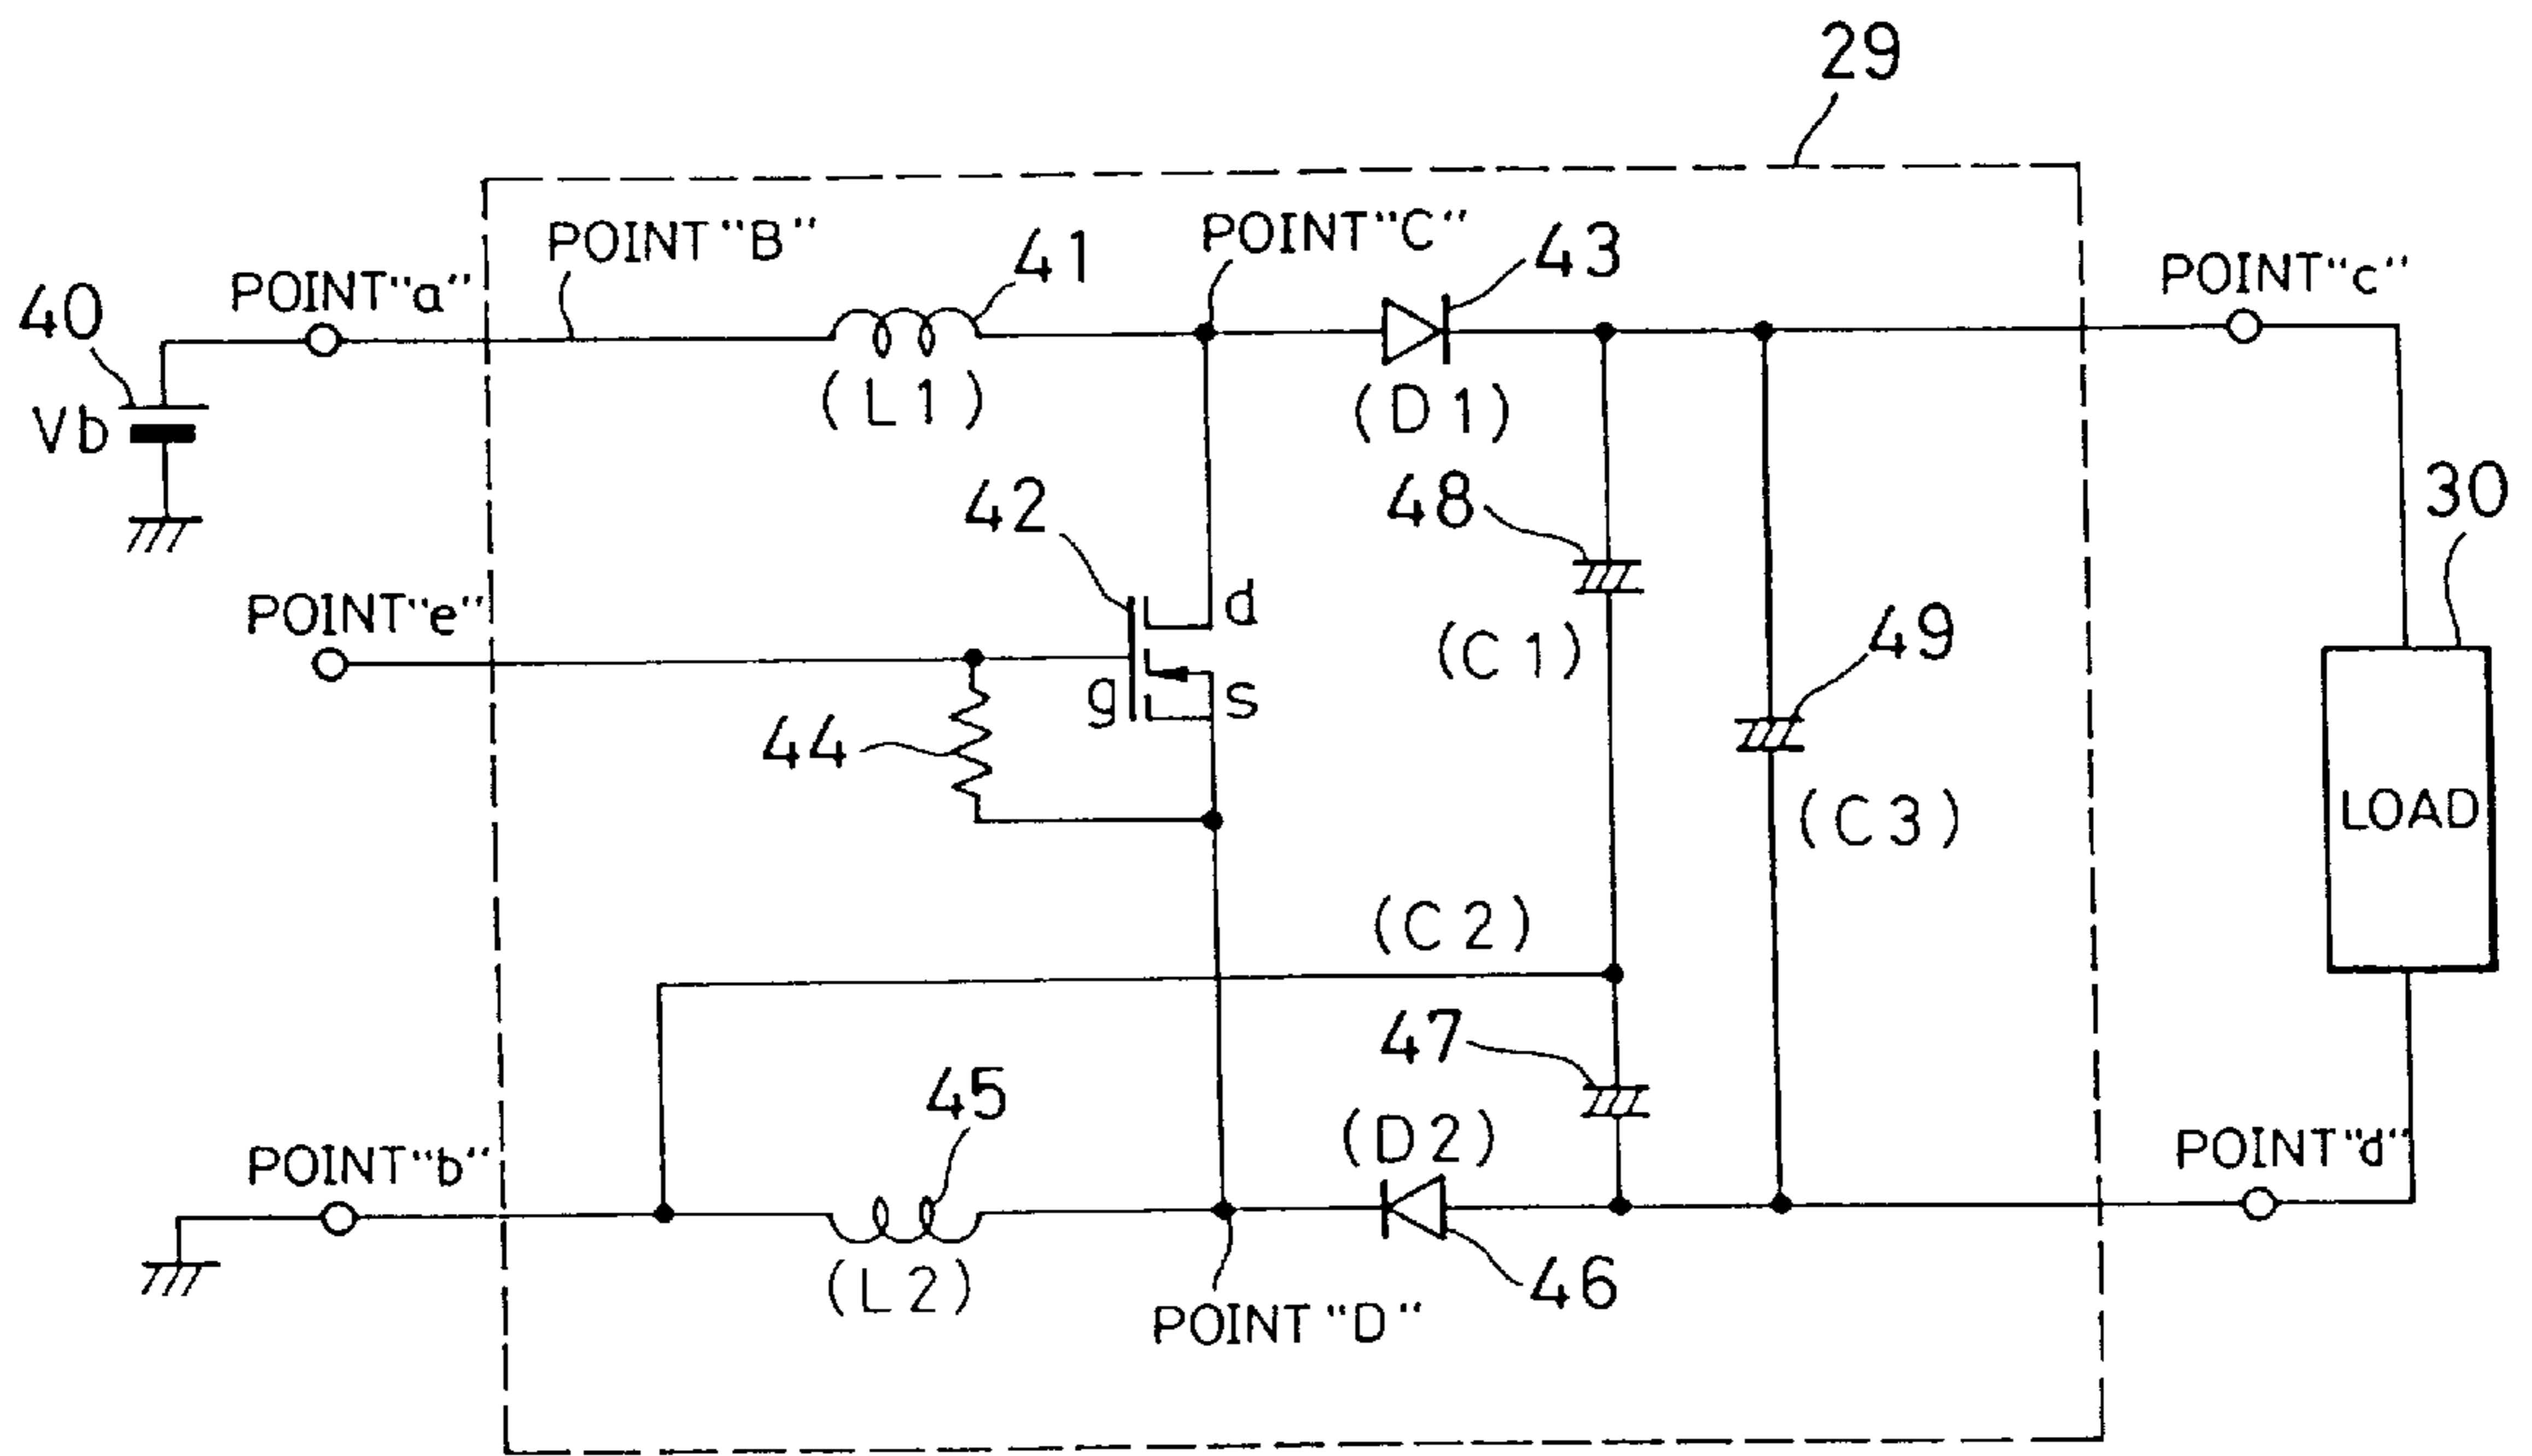 29
POINT "B"
41
POINT "C"
43
POINT "c"
POINT "a"
40
Vb
(L1)
(D1)
42
48
30
POINT "e"
d
g
s
(C1)
49
44
LOAD
(C3)
(C2)
47
45
(D2)
POINT "b"
POINT "d"
(L2)
46
POINT "D"